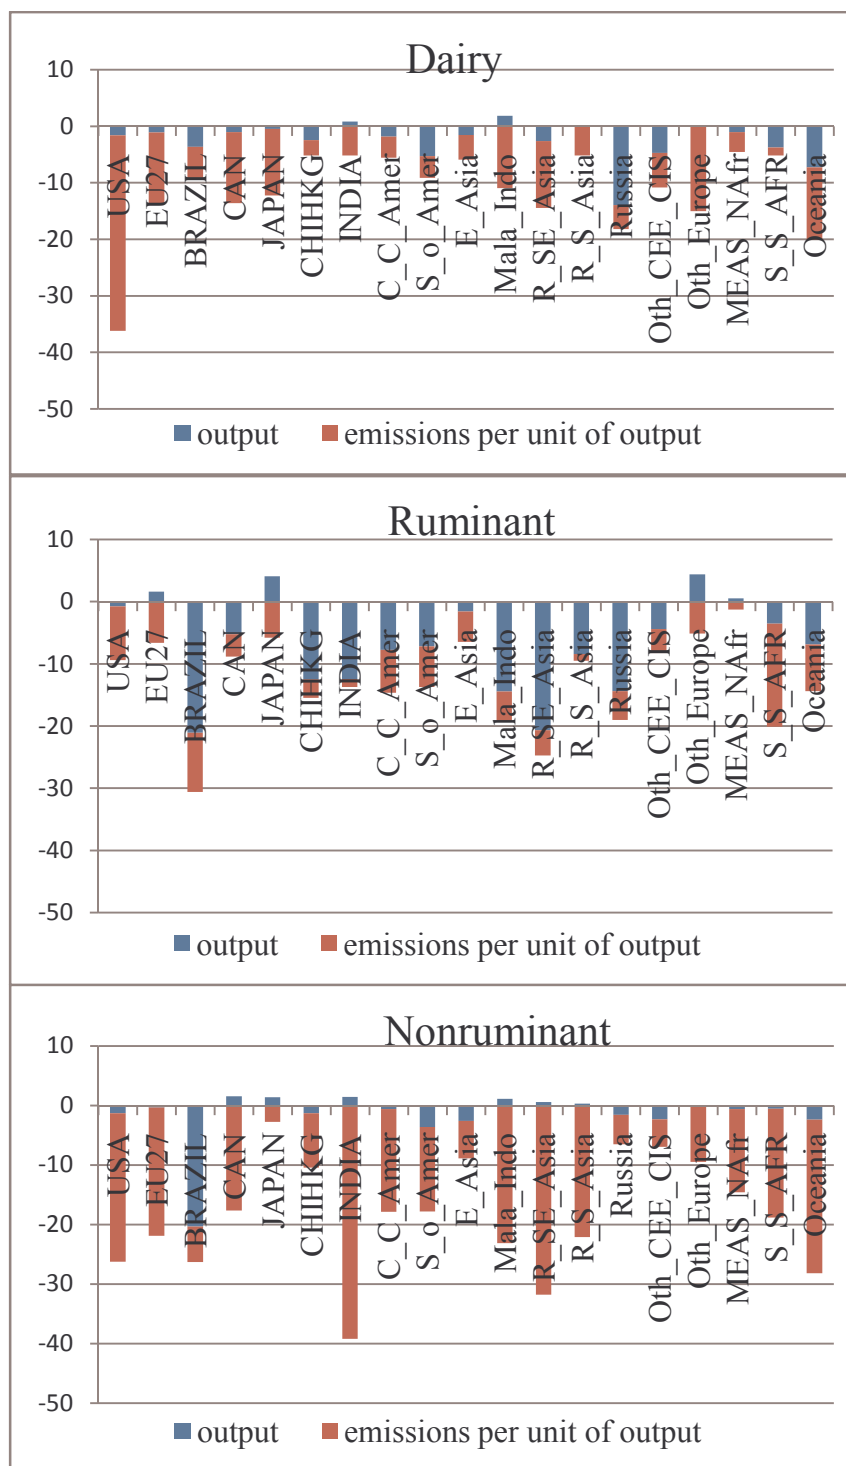 Dairy
10
0
-10
-20
-30
-40
-50
USA
EU27
BRAZIL
CAN
JAPAN
CHIHKG
INDIA
C_C_Amer
S_o_Amer
E_Asia
Mala_Indo
R_SE_Asia
R_S_Asia
Russia
Oth_CEE_CIS
Oth_Europe
MEAS_NAfr
S_S_AFR
Oceania
output emissions per unit of output
Ruminant
10
0
-10
-20
-30
-40
-50
USA
EU27
BRAZIL
CAN
JAPAN
CHIHKG
INDIA
C_C_Amer
S_o_Amer
E_Asia
Mala_Indo
R_SE_Asia
R_S_Asia
Russia
Oth_CEE_CIS
Oth_Europe
MEAS_NAfr
S_S_AFR
Oceania
output emissions per unit of output
Nonruminant
10
0
-10
-20
-30
-40
-50
USA
EU27
BRAZIL
CAN
JAPAN
CHIHKG
INDIA
C_C_Amer
S_o_Amer
E_Asia
Mala_Indo
R_SE_Asia
R_S_Asia
Russia
Oth_CEE_CIS
Oth_Europe
MEAS_NAfr
S_S_AFR
Oceania
output emissions per unit of output